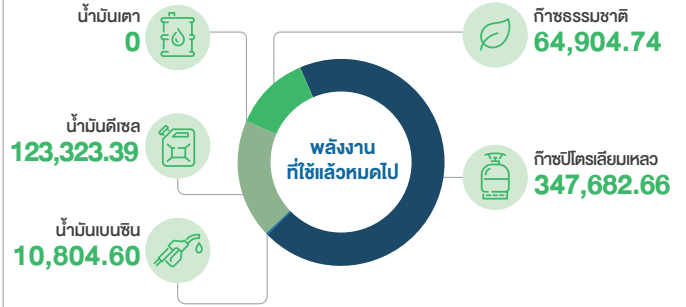 น้ำมันเตา
0
น้ำมันดีเซล
123,323.39
น้ำมันเบนซิน
10,804.60
พลังงาน
ที่ใช้แล้วหมดไป
ก๊าซธรรมชาติ
64,904.74
ก๊าซปิโตรเลียมเหลว
347,682.66